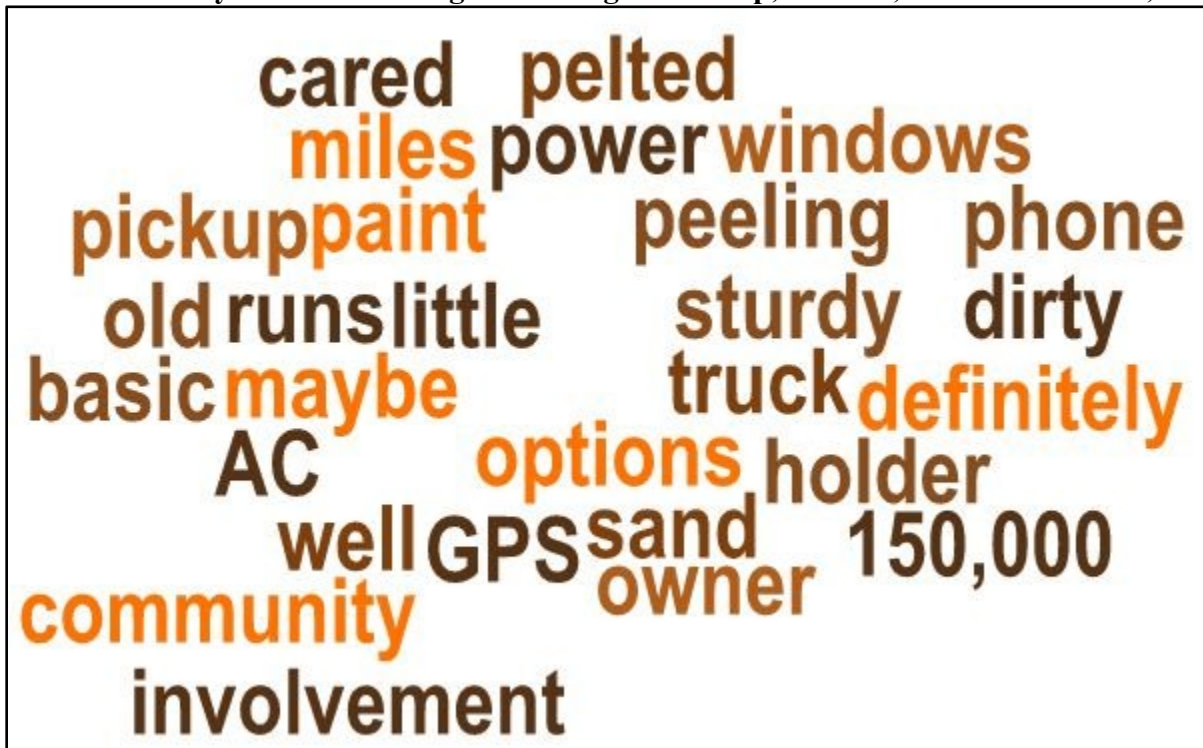 cared pelted
miles power windows
pickup paint peeling phone
old runs little sturdy dirty
basic maybe truck definitely
AC options holder
well GPS sand 150,000
community owner
involvement